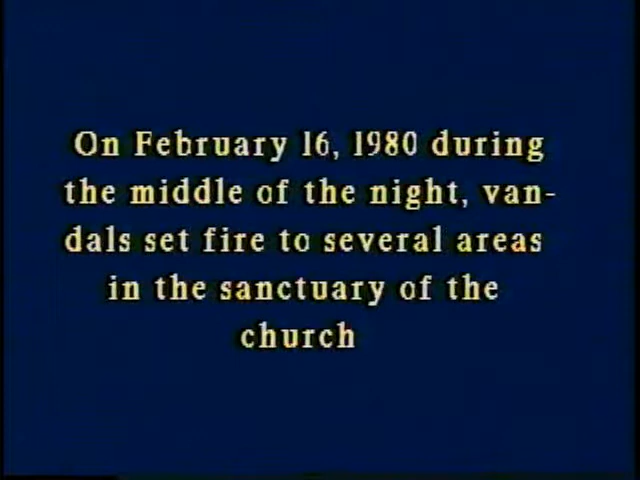 On February 16, 1980 during
the middle of the night, van-
dals set fire to several areas
in the sanctuary of the
church